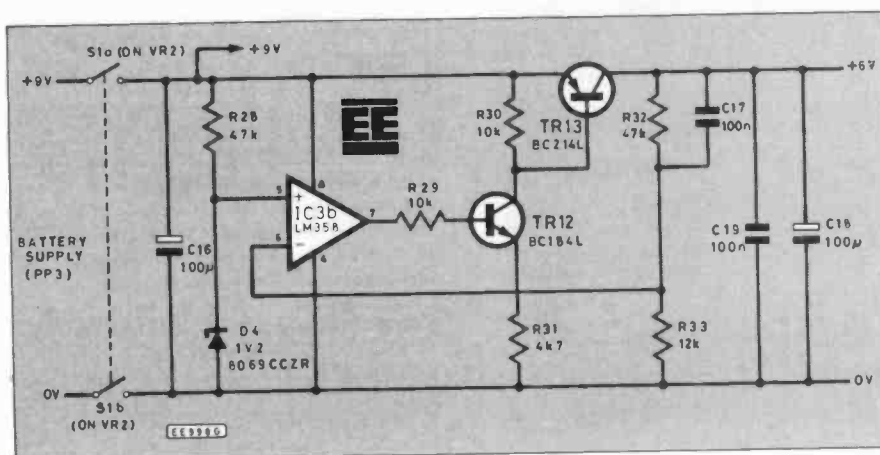 S1a (ON VR2)
+9V
+9V
+6V
R28
47k
EE
R30
10k
TR13
BC214L
R32
47k
C17
100n
5
+
8
IC3b
LM358
7
R29
10k
6
−
4
TR12
BC184L
BATTERY
SUPPLY
(PP3)
C16
100µ
C19
100n
C18
100µ
D4
1V2
8069CCZR
R31
4k7
R33
12k
0V
0V
S1b
(ON VR2)
EE990G